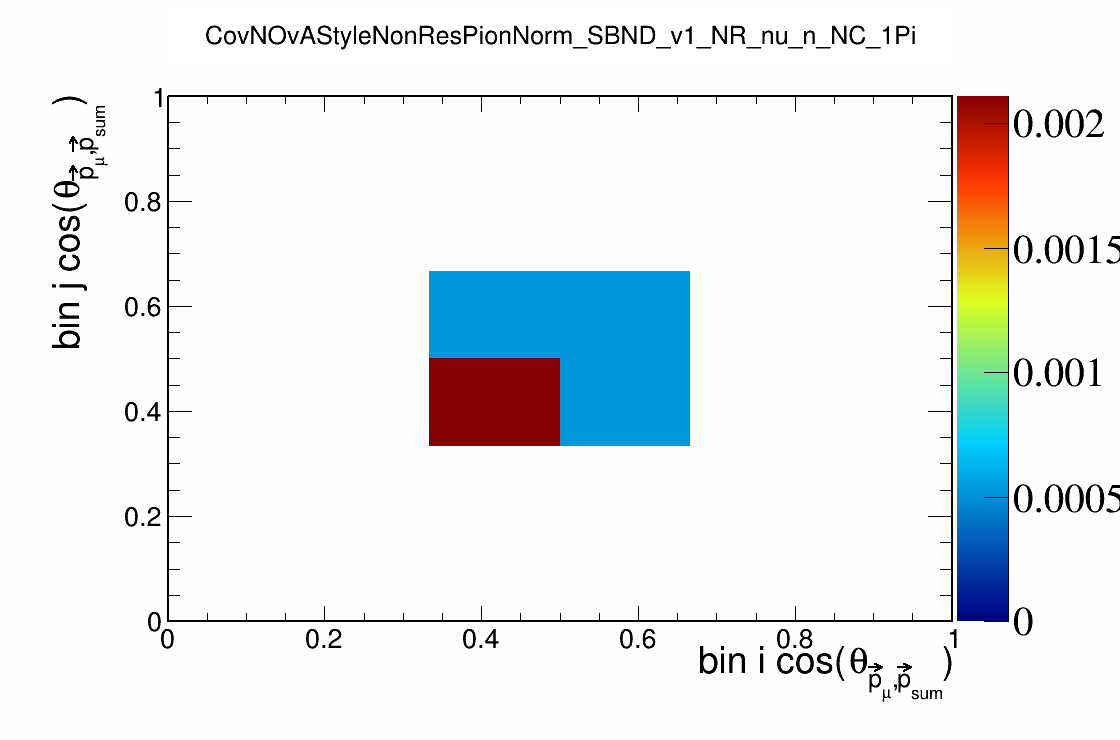 CovNOvAStyleNonResPionNorm_SBND_v1_NR_nu_n_NC_1Pi
bin j cos(θp⃗μ,p⃗sum)
1
0.8
0.6
0.4
0.2
0
0 0.2 0.4 0.6 0.8 1
bin i cos(θp⃗μ,p⃗sum)
0.002
0.0015
0.001
0.0005
0